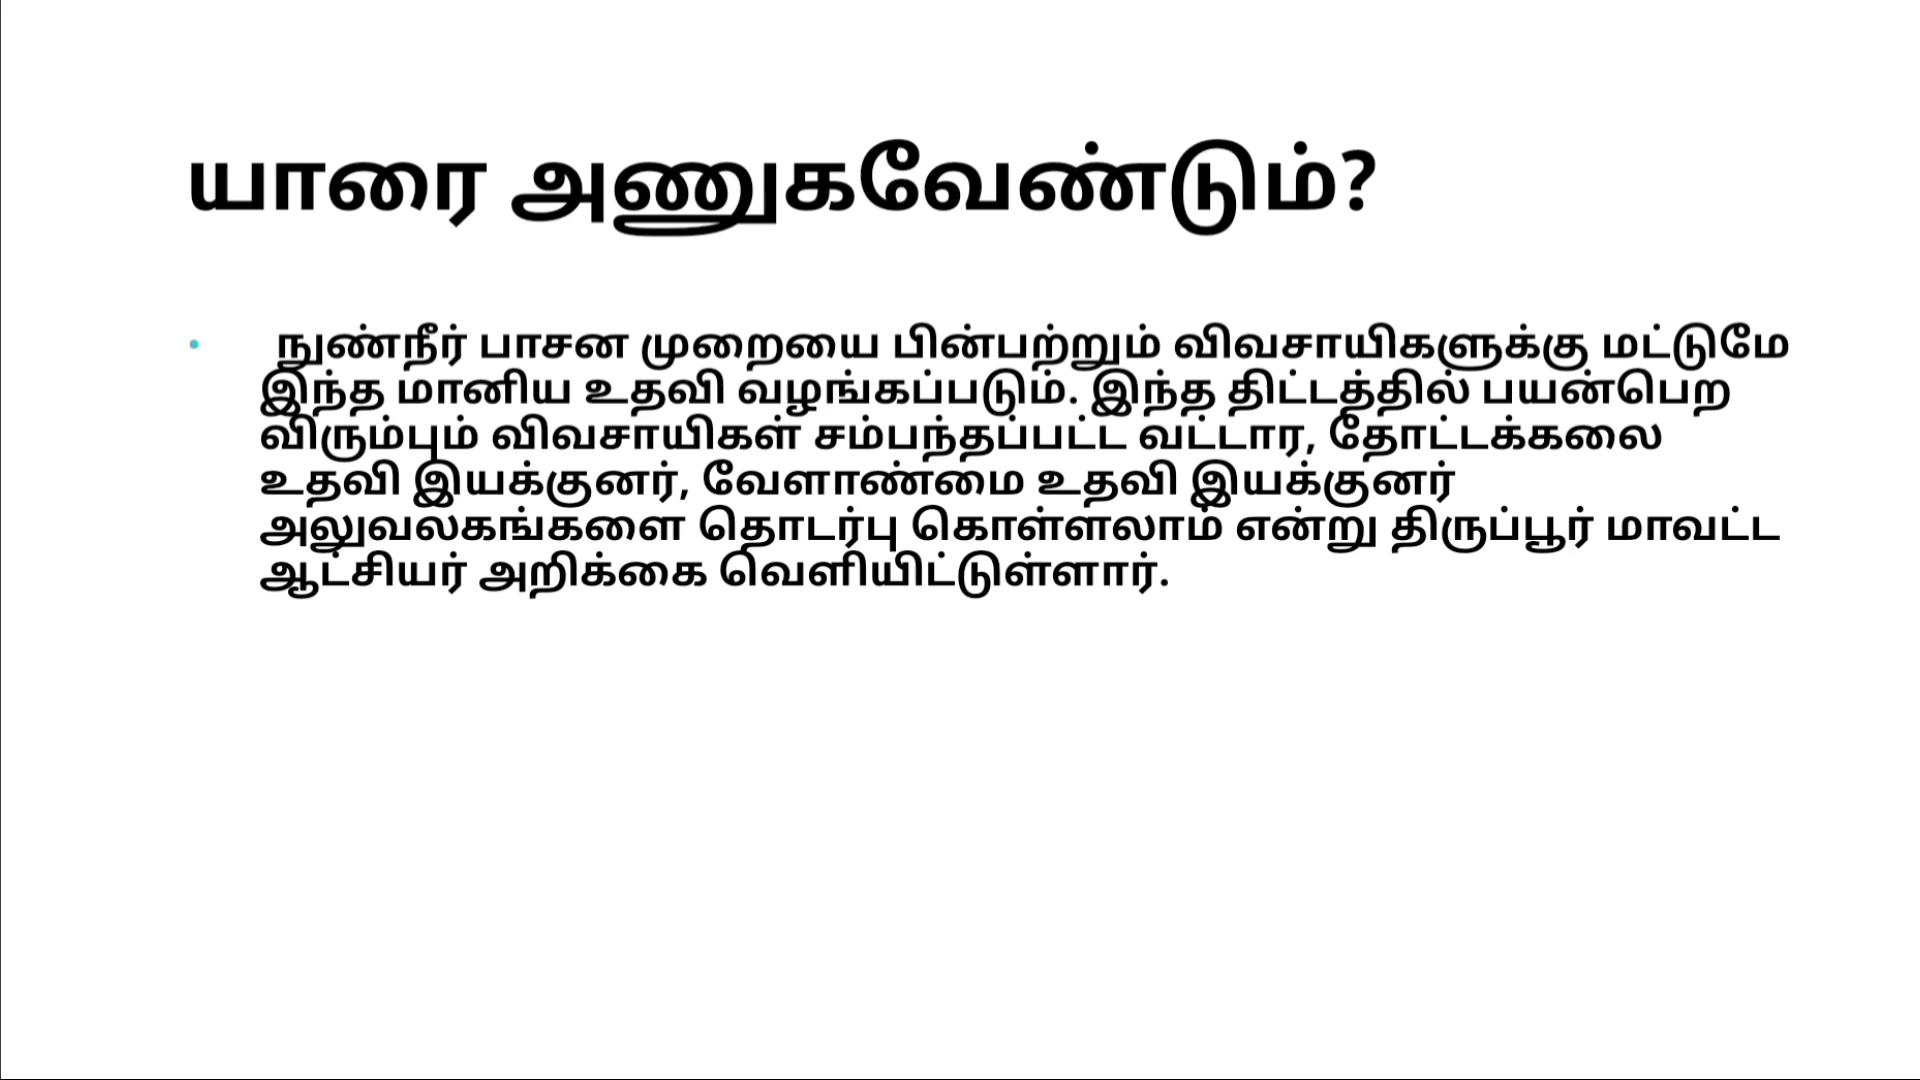 யாரை அணுகவேண்டும்?
• நுண்நீர் பாசன முறையை பின்பற்றும் விவசாயிகளுக்கு மட்டுமே
இந்த மானிய உதவி வழங்கப்படும். இந்த திட்டத்தில் பயன்பெற
விரும்பும் விவசாயிகள் சம்பந்தப்பட்ட வட்டார, தோட்டக்கலை
உதவி இயக்குனர், வேளாண்மை உதவி இயக்குனர்
அலுவலகங்களை தொடர்பு கொள்ளலாம் என்று திருப்பூர் மாவட்ட
ஆட்சியர் அறிக்கை வெளியிட்டுள்ளார்.